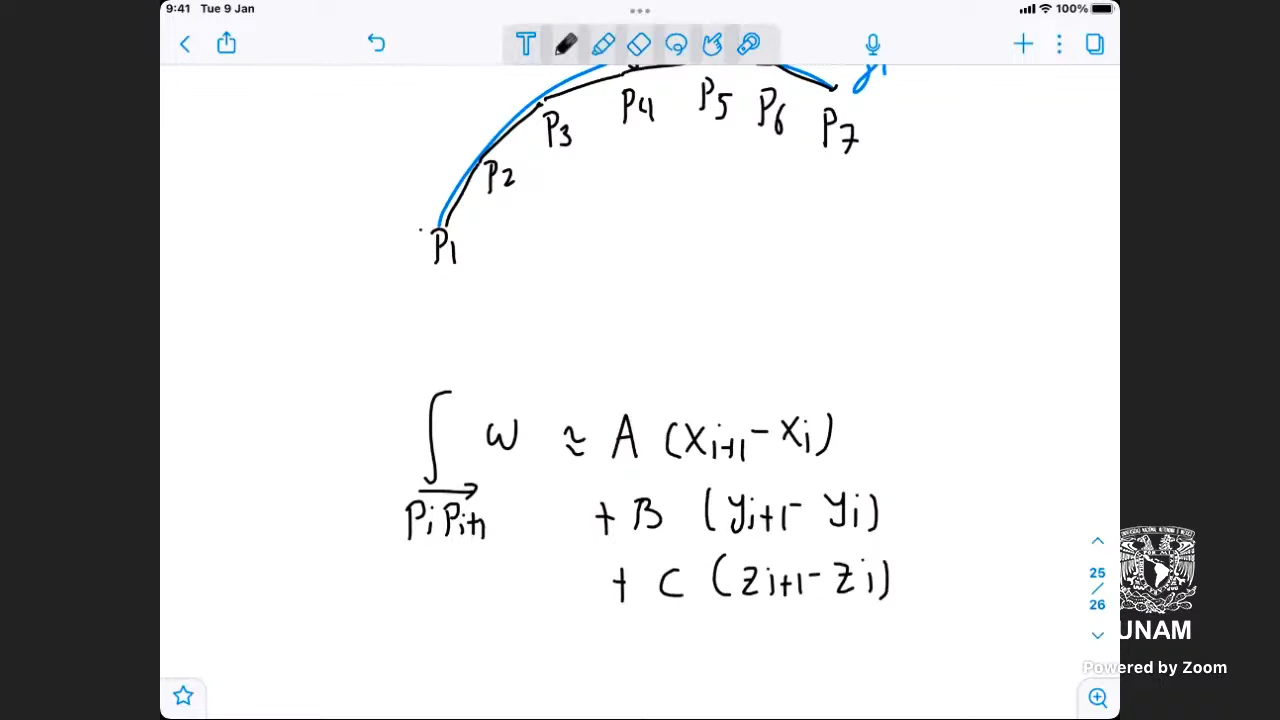 9:41 Tue 9 Jan 100%
T
P4 P5 P6 P7
P3
P2
P1
∫ ω ≈ A (xi+1 - xi)
PiPi+1 + B (yi+1 - yi)
+ C (zi+1 - zi)
25
/
26
UNAM
Powered by Zoom